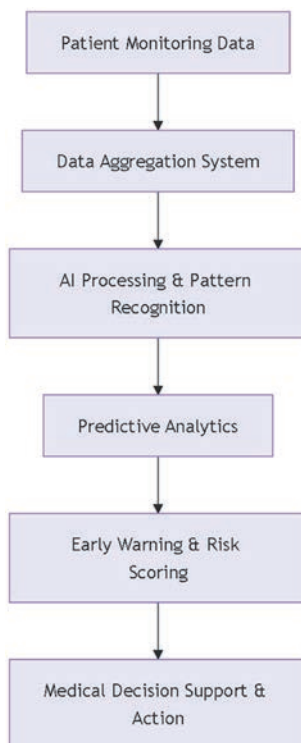 Patient Monitoring Data
Data Aggregation System
AI Processing & Pattern
Recognition
Predictive Analytics
Early Warning & Risk
Scoring
Medical Decision Support &
Action